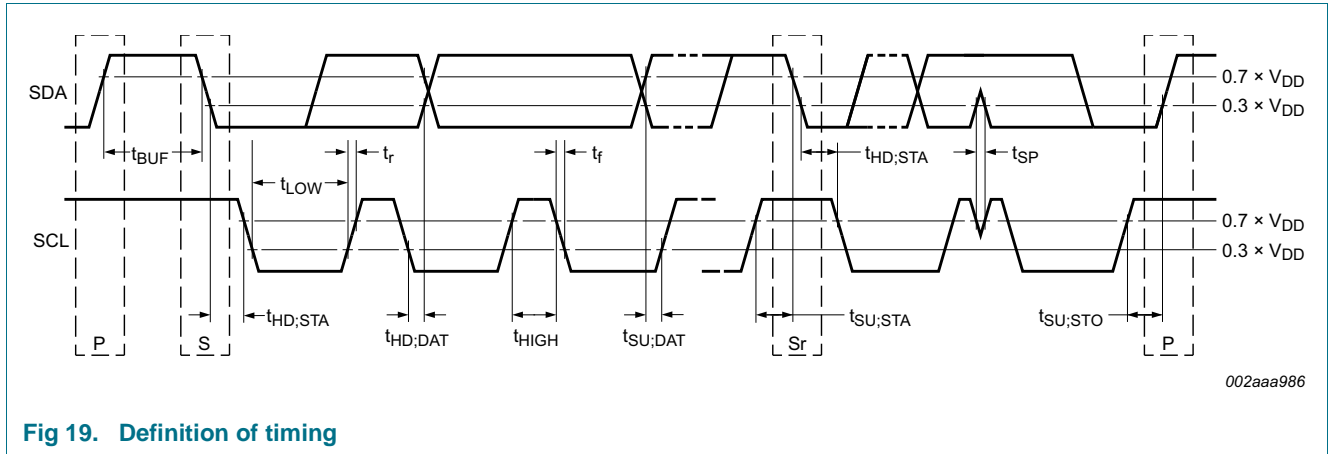 SDA
0.7 × VDD
0.3 × VDD
tBUF
tLOW
tr
tf
tHD;STA
tSP
SCL
0.7 × VDD
0.3 × VDD
tHD;STA
tHD;DAT
tHIGH
tSU;DAT
tSU;STA
tSU;STO
P
S
Sr
P
002aaa986
Fig 19. Definition of timing